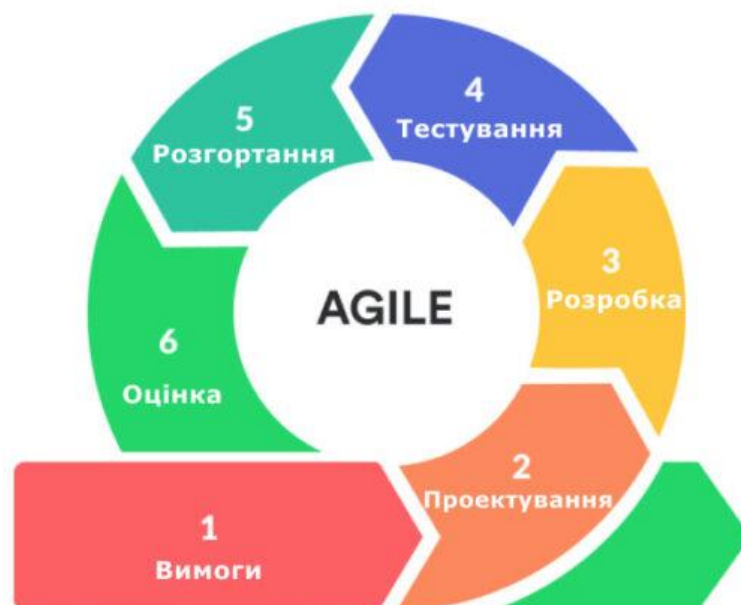 1
Вимоги
2
Проектування
3
Розробка
4
Тестування
5
Розгортання
6
Оцінка
AGILE